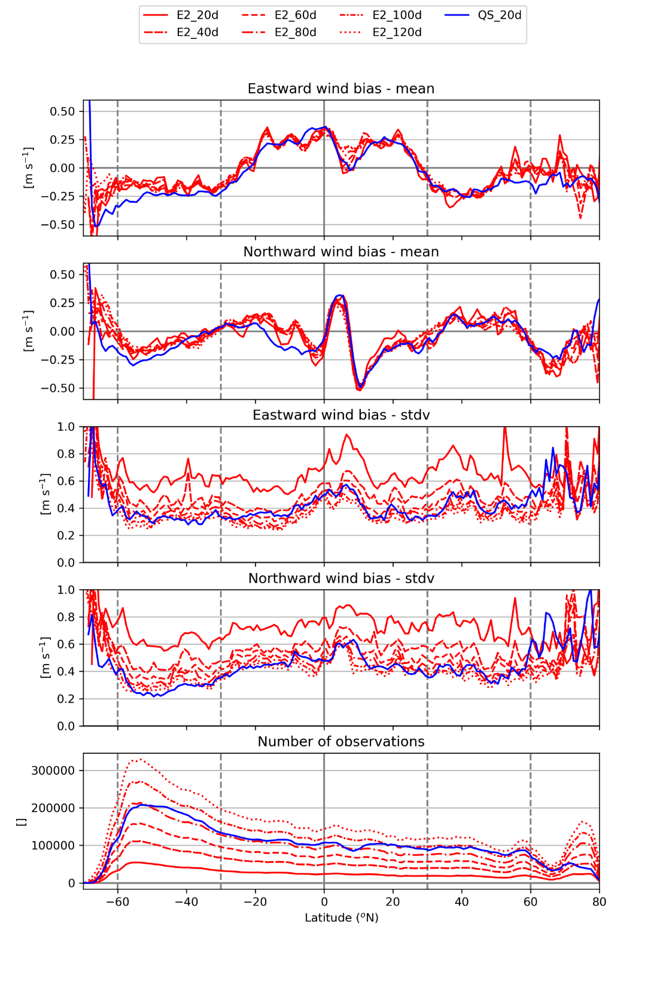 E2_20d E2_60d E2_100d QS_20d
E2_40d E2_80d E2_120d
Eastward wind bias - mean
0.50
0.25
0.00
−0.25
−0.50
[m s⁻¹]
Northward wind bias - mean
0.50
0.25
0.00
−0.25
−0.50
[m s⁻¹]
Eastward wind bias - stdv
1.0
0.8
0.6
0.4
0.2
0.0
[m s⁻¹]
Northward wind bias - stdv
1.0
0.8
0.6
0.4
0.2
0.0
[m s⁻¹]
Number of observations
300000
200000
100000
0
[]
−60 −40 −20 0 20 40 60 80
Latitude (°N)